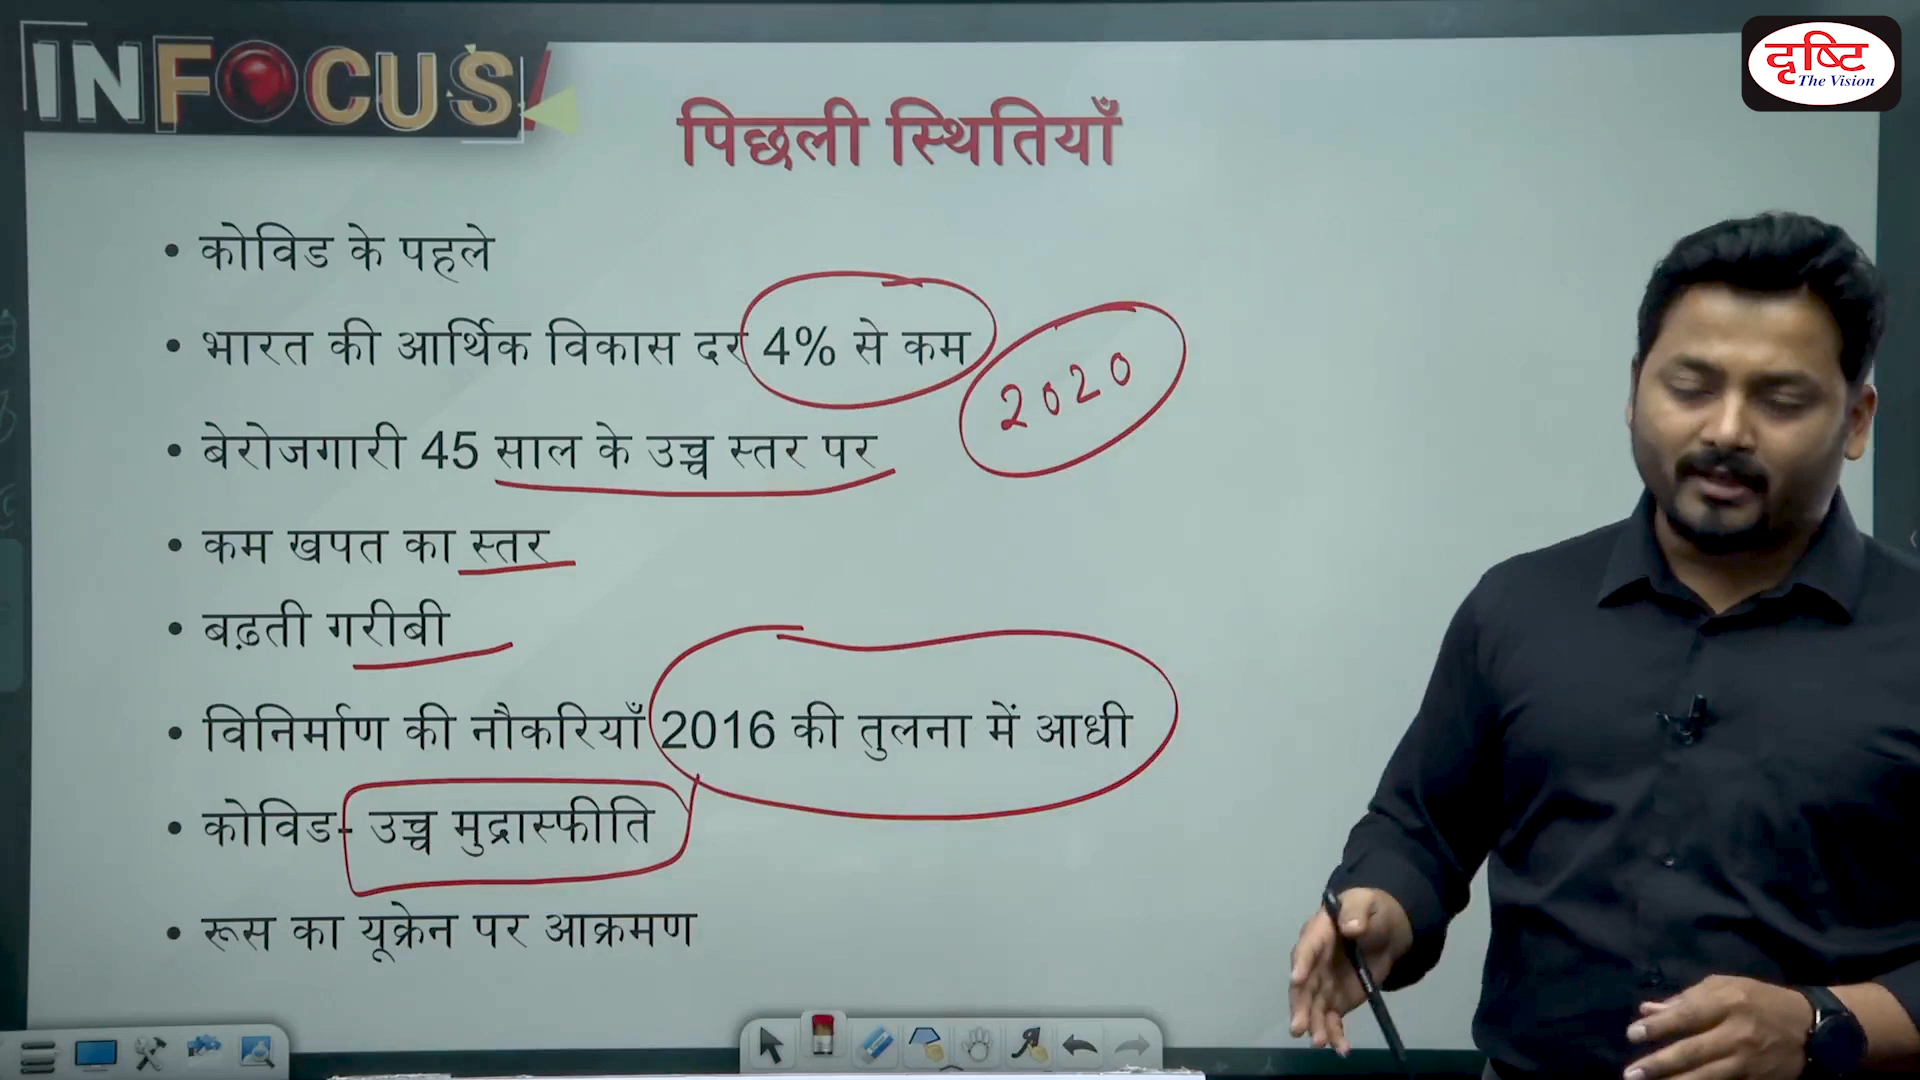 INFOCUS
दृष्टि
The Vision
पिछली स्थितियाँ
• कोविड के पहले
• भारत की आर्थिक विकास दर 4% से कम
2020
• बेरोजगारी 45 साल के उच्च स्तर पर
• कम खपत का स्तर
• बढ़ती गरीबी
• विनिर्माण की नौकरियाँ 2016 की तुलना में आधी
• कोविड- उच्च मुद्रास्फीति
• रूस का यूक्रेन पर आक्रमण